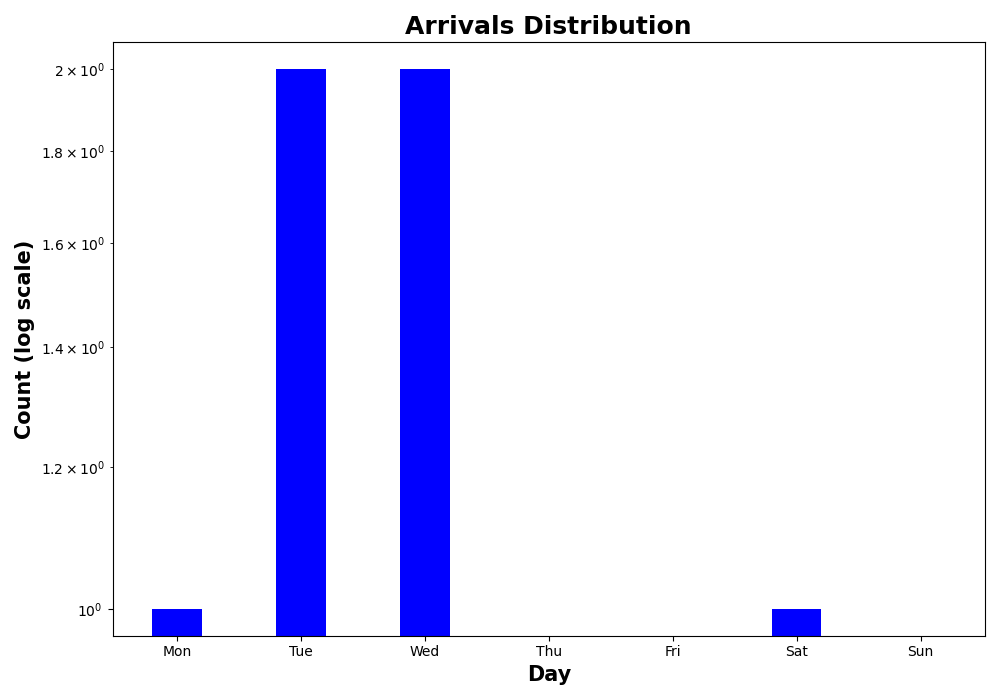 Arrivals Distribution
Count (log scale)
2 × 10⁰
1.8 × 10⁰
1.6 × 10⁰
1.4 × 10⁰
1.2 × 10⁰
10⁰
Mon Tue Wed Thu Fri Sat Sun
Day